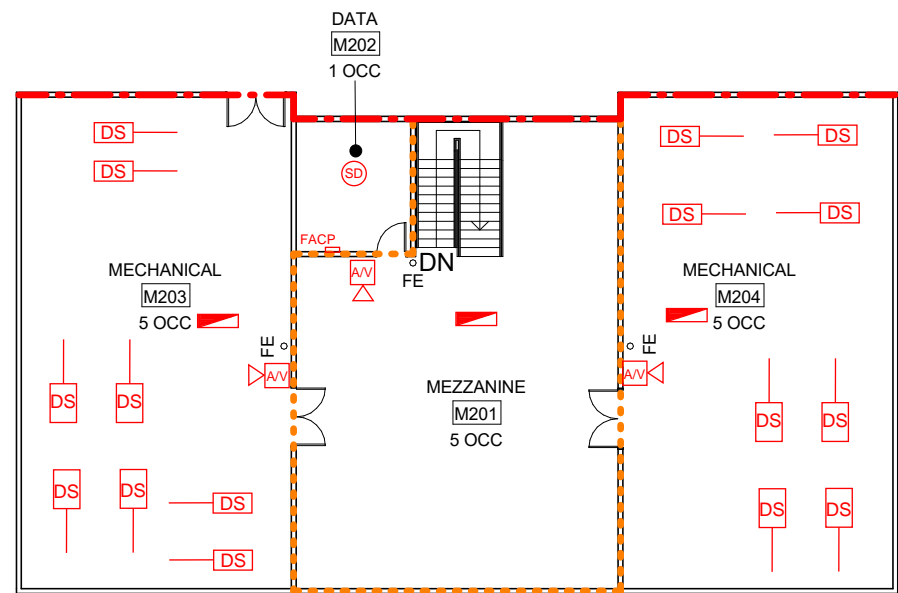 DATA
M202
1 OCC
DS
DS
DS
DS
SD
DS
DS
FACP
DN
A/V
FE
MECHANICAL
M203
5 OCC
MECHANICAL
M204
5 OCC
FE
A/V
FE
A/V
MEZZANINE
M201
5 OCC
DS
DS
DS
DS
DS
DS
DS
DS
DS
DS